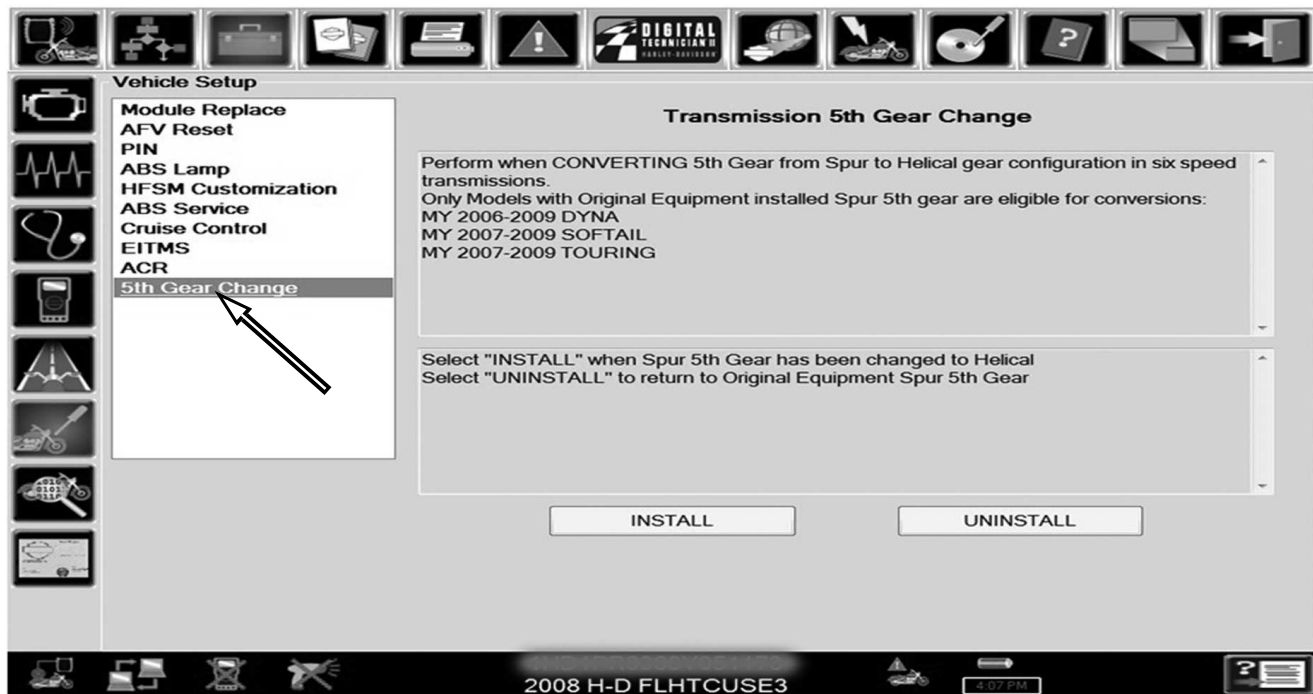 DIGITAL
TECHNICIAN II
HARLEY-DAVIDSON
Vehicle Setup
Module Replace
AFV Reset
PIN
ABS Lamp
HFSM Customization
ABS Service
Cruise Control
EITMS
ACR
5th Gear Change
Transmission 5th Gear Change
Perform when CONVERTING 5th Gear from Spur to Helical gear configuration in six speed
transmissions.
Only Models with Original Equipment installed Spur 5th gear are eligible for conversions:
MY 2006-2009 DYNA
MY 2007-2009 SOFTAIL
MY 2007-2009 TOURING
Select "INSTALL" when Spur 5th Gear has been changed to Helical
Select "UNINSTALL" to return to Original Equipment Spur 5th Gear
INSTALL
UNINSTALL
2008 H-D FLHTCUSE3
4:07 PM